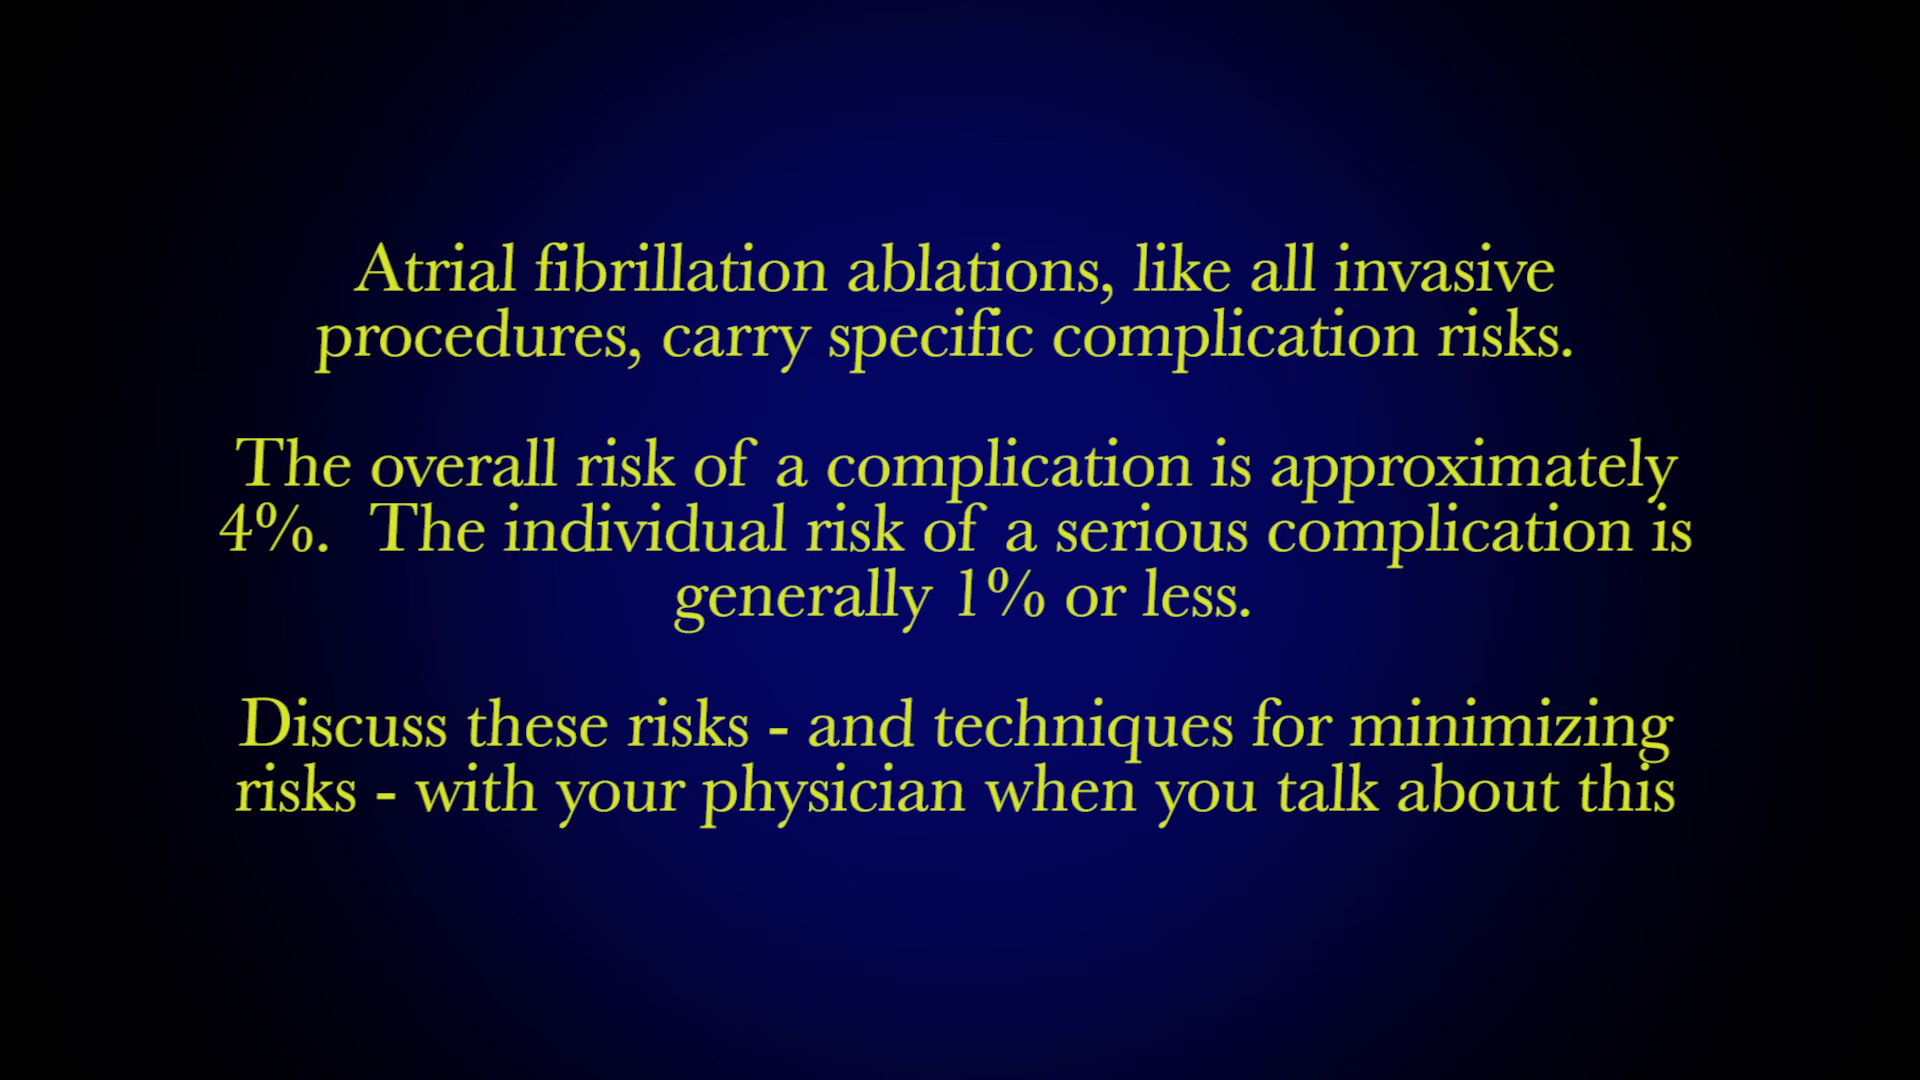 Atrial fibrillation ablations, like all invasive
procedures, carry specific complication risks.
The overall risk of a complication is approximately
4%.  The individual risk of a serious complication is
generally 1% or less.
Discuss these risks - and techniques for minimizing
risks - with your physician when you talk about this